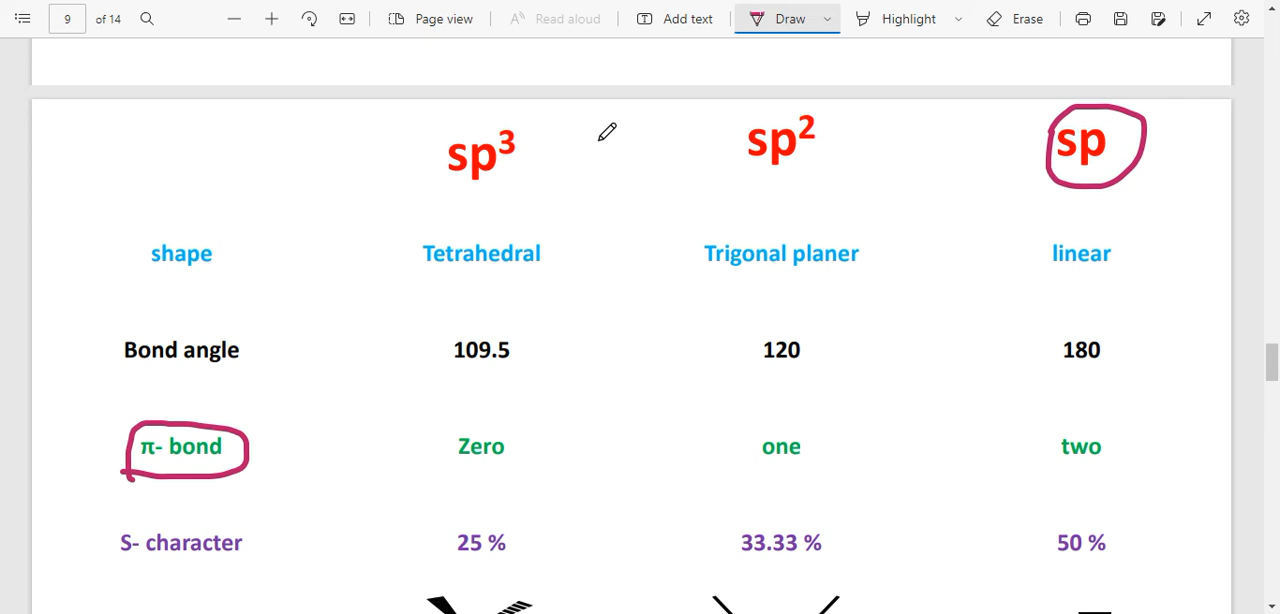 9 of 14 Page view Read aloud Add text Draw Highlight Erase
sp³ sp² sp
shape Tetrahedral Trigonal planer linear
Bond angle 109.5 120 180
π- bond Zero one two
S- character 25 % 33.33 % 50 %